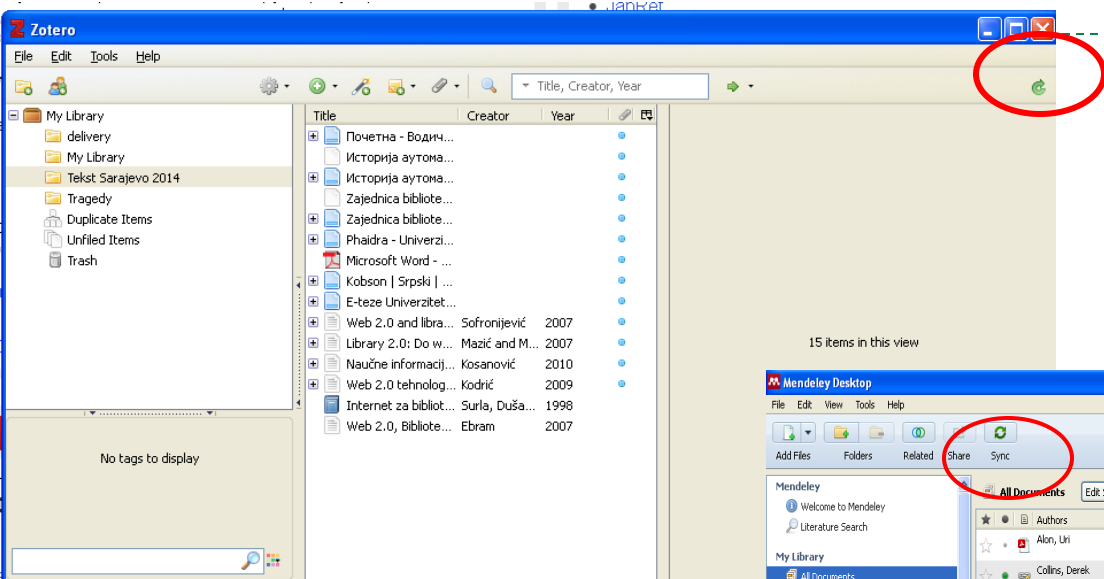 JabRef
Zotero
File Edit Tools Help
Title, Creator, Year
My Library
delivery
My Library
Tekst Sarajevo 2014
Tragedy
Duplicate Items
Unfiled Items
Trash
No tags to display
Title Creator Year
Почетна - Водич...
Историја аутома...
Историја аутома...
Zajednica bibliote...
Zajednica bibliote...
Phaidra - Univerzi...
Microsoft Word - ...
Kobson | Srpski | ...
E-teze Univerzitet...
Web 2.0 and libra... Sofronijević 2007
Library 2.0: Do w... Mazić and M... 2007
Naučne informacij... Kosanović 2010
Web 2.0 tehnolog... Kodrić 2009
Internet za bibliot... Surla, Duša... 1998
Web 2.0, Bibliote... Ebram 2007
15 items in this view
Mendeley Desktop
File Edit View Tools Help
Add Files Folders Related Share Sync
Mendeley
Welcome to Mendeley
Literature Search
My Library
All Documents
All Documents Edit
Authors
Alon, Uri
Collins, Derek